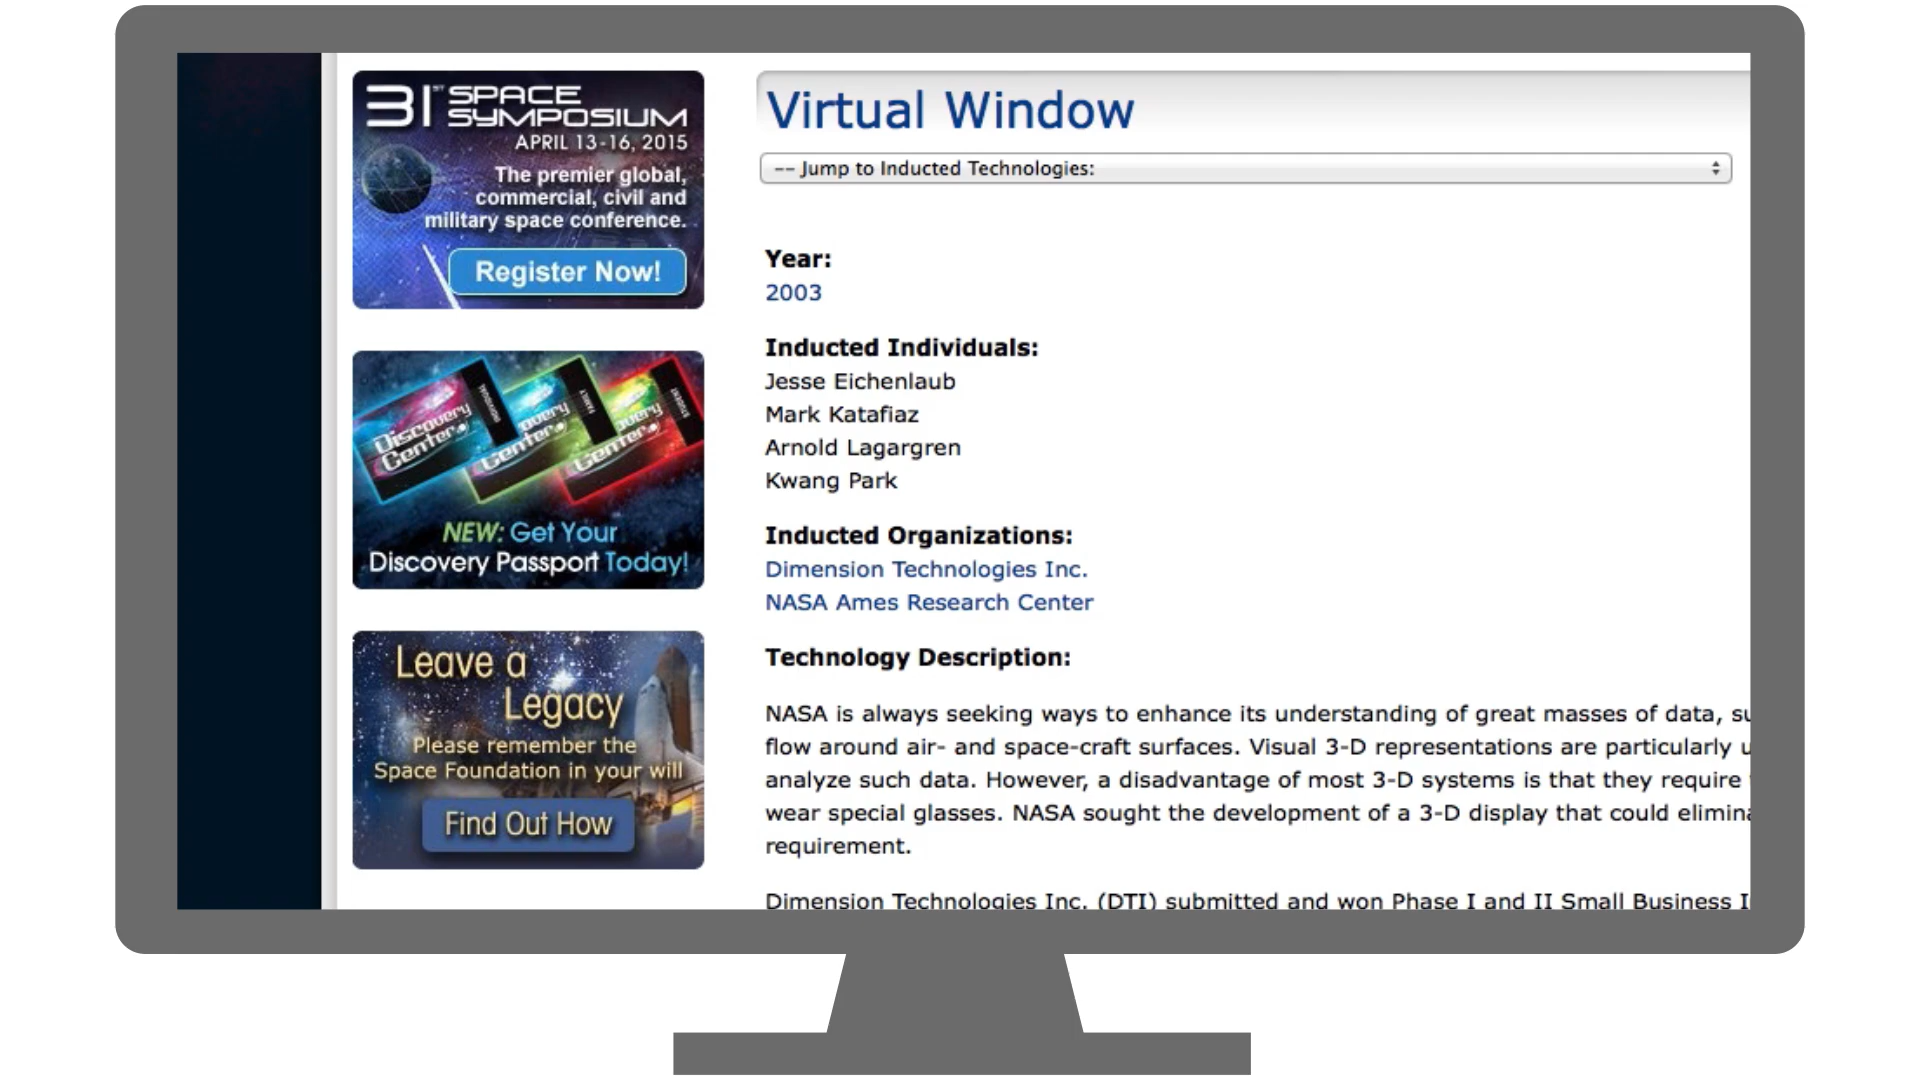 31ST SPACE
SYMPOSIUM
APRIL 13-16, 2015
The premier global,
commercial, civil and
military space conference.
Register Now!
Discovery
Center
INDIVIDUAL
overy
Center
FAMILY
overy
Center
STUDENT
NEW: Get Your
Discovery Passport Today!
Leave a
Legacy
Please remember the
Space Foundation in your will
Find Out How
Virtual Window
-- Jump to Inducted Technologies:
Year:
2003
Inducted Individuals:
Jesse Eichenlaub
Mark Katafiaz
Arnold Lagargren
Kwang Park
Inducted Organizations:
Dimension Technologies Inc.
NASA Ames Research Center
Technology Description:
NASA is always seeking ways to enhance its understanding of great masses of data, su
flow around air- and space-craft surfaces. Visual 3-D representations are particularly u
analyze such data. However, a disadvantage of most 3-D systems is that they require
wear special glasses. NASA sought the development of a 3-D display that could elimina
requirement.
Dimension Technologies Inc. (DTI) submitted and won Phase I and II Small Business I